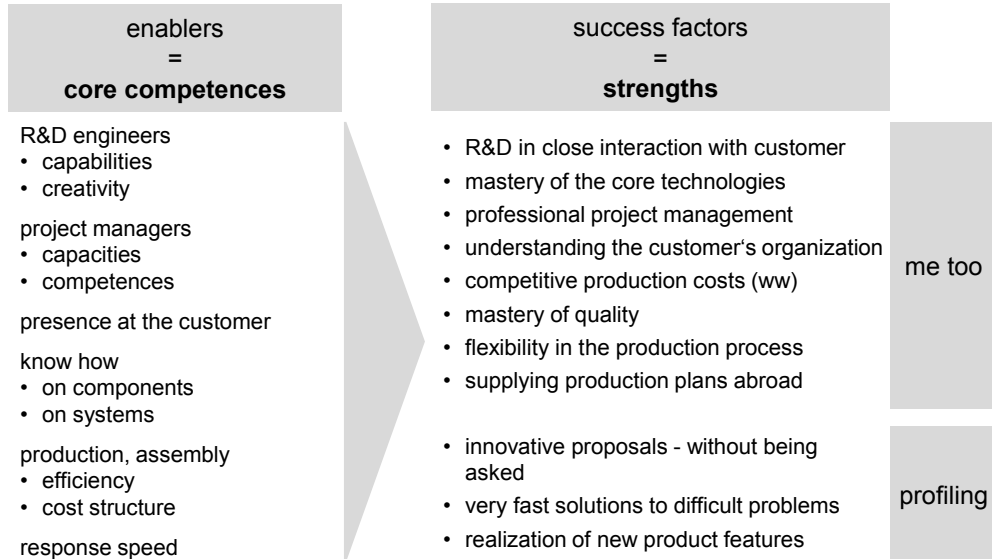 enablers
=
core competences
R&D engineers
• capabilities
• creativity
project managers
• capacities
• competences
presence at the customer
know how
• on components
• on systems
production, assembly
• efficiency
• cost structure
response speed
success factors
=
strengths
• R&D in close interaction with customer
• mastery of the core technologies
• professional project management
• understanding the customer‘s organization
• competitive production costs (ww)
• mastery of quality
• flexibility in the production process
• supplying production plans abroad
me too
• innovative proposals - without being
asked
• very fast solutions to difficult problems
• realization of new product features
profiling